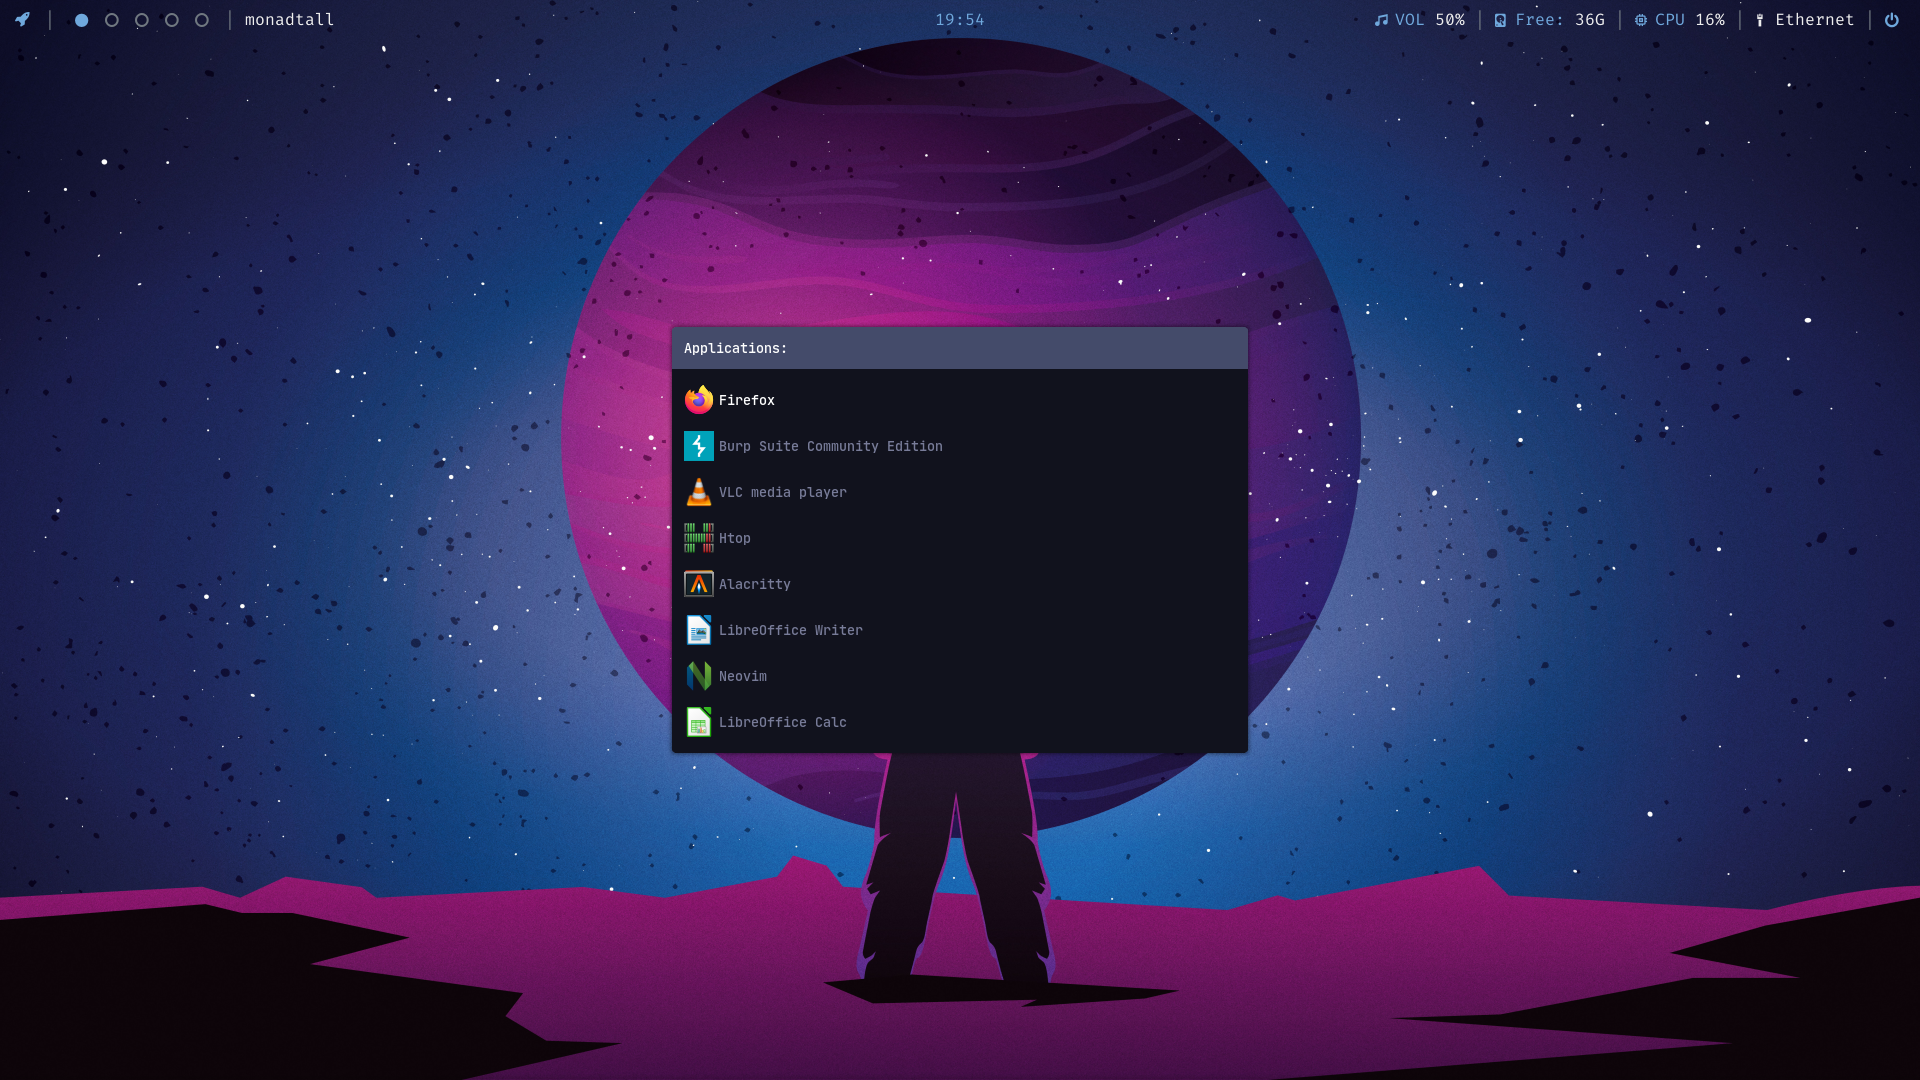 monadtall 19:54 VOL 50% Free: 36G CPU 16% Ethernet
Applications:
Firefox
Burp Suite Community Edition
VLC media player
Htop
Alacritty
LibreOffice Writer
Neovim
LibreOffice Calc